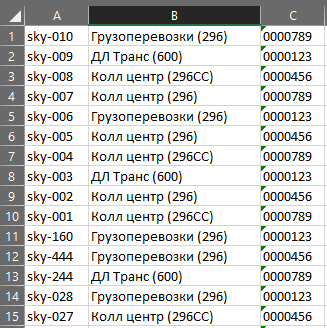 A B C
1 sky-010 Грузоперевозки (296) 0000789
2 sky-009 ДЛ Транс (600) 0000123
3 sky-008 Колл центр (296CC) 0000456
4 sky-007 Колл центр (296) 0000789
5 sky-006 Грузоперевозки (296) 0000123
6 sky-005 Колл центр (296) 0000456
7 sky-004 Колл центр (296CC) 0000789
8 sky-003 ДЛ Транс (600) 0000123
9 sky-002 Колл центр (296) 0000456
10 sky-001 Колл центр (296CC) 0000789
11 sky-160 Грузоперевозки (296) 0000123
12 sky-444 Грузоперевозки (296) 0000456
13 sky-244 ДЛ Транс (600) 0000789
14 sky-028 Грузоперевозки (296) 0000123
15 sky-027 Колл центр (296CC) 0000456